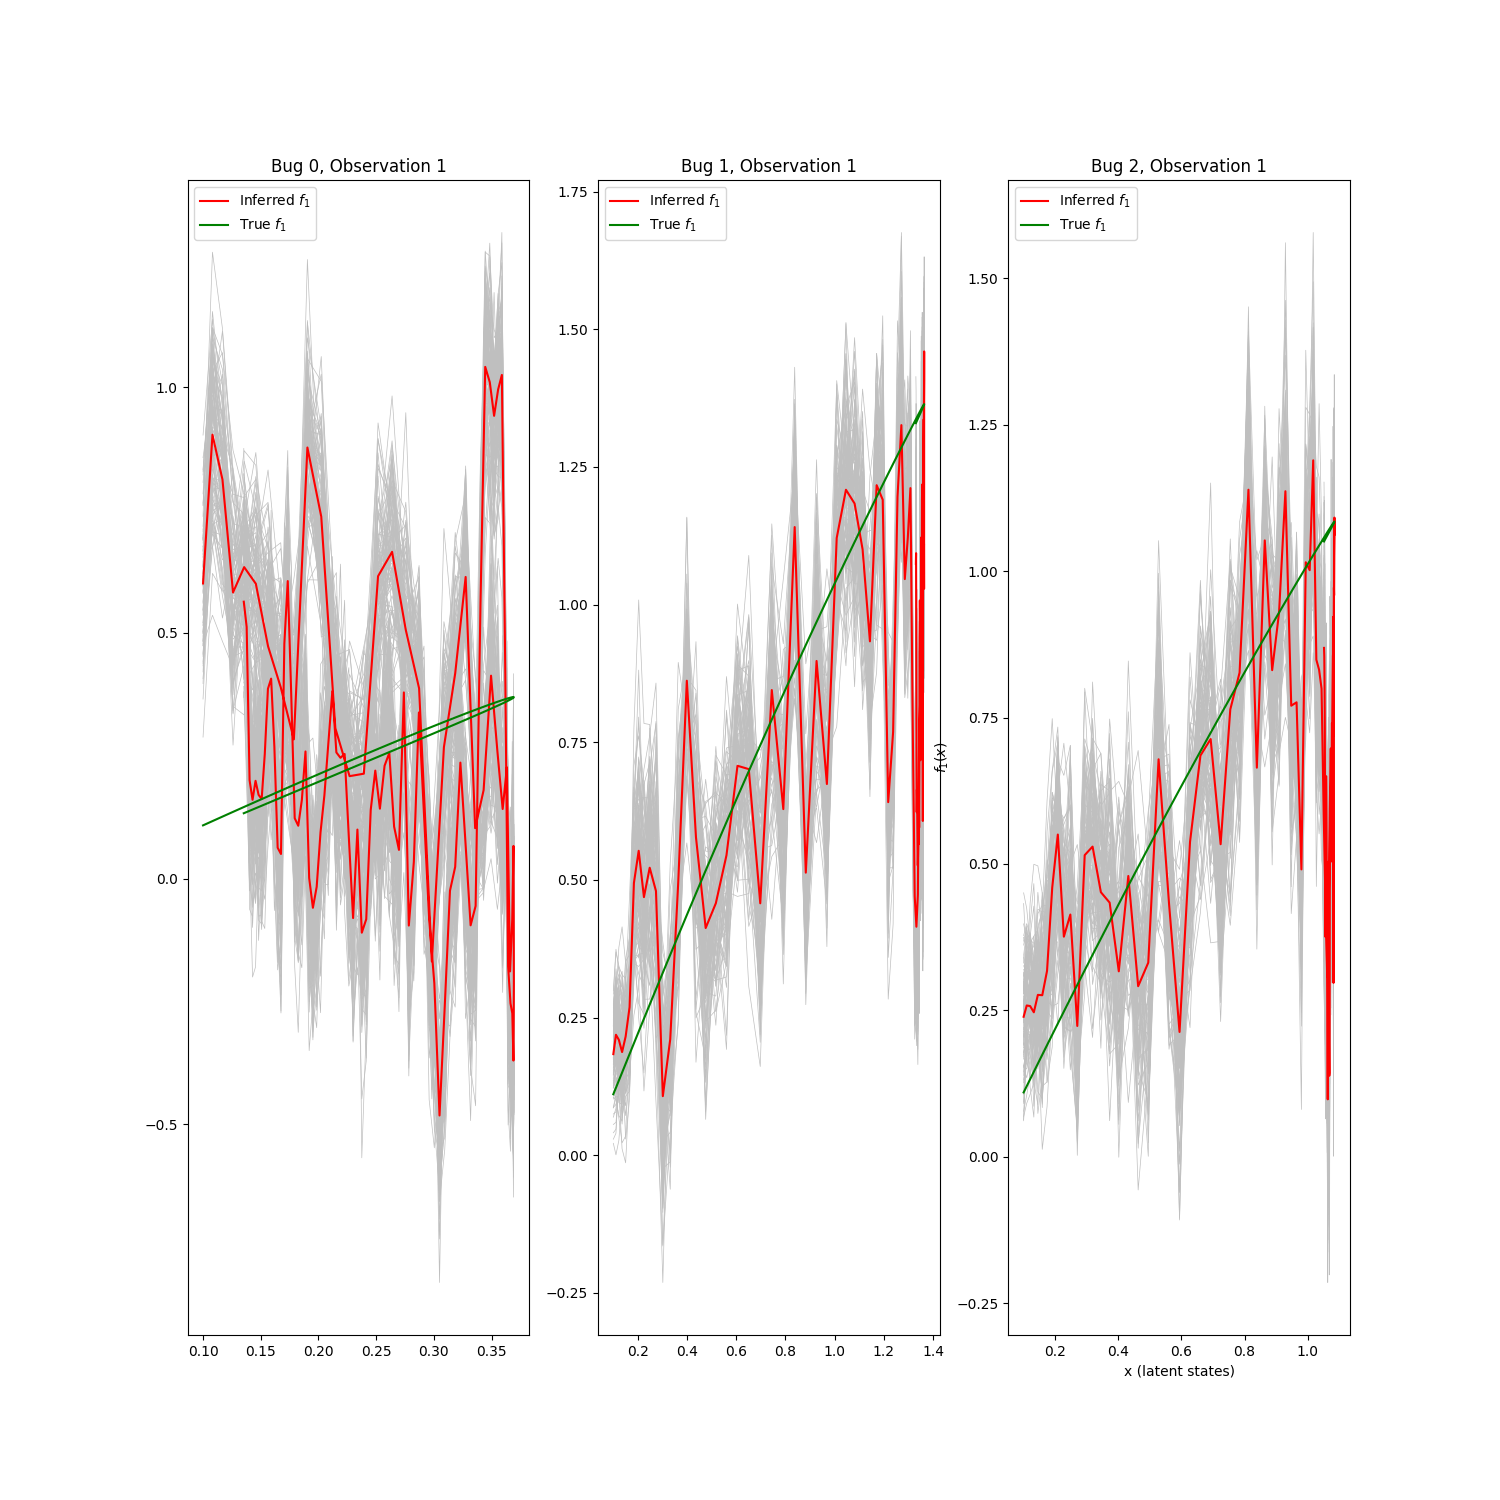 Bug 0, Observation 1
Inferred f₁
True f₁
1.0
0.5
0.0
−0.5
0.10 0.15 0.20 0.25 0.30 0.35
Bug 1, Observation 1
Inferred f₁
True f₁
1.75
1.50
1.25
1.00
0.75
0.50
0.25
0.00
−0.25
0.2 0.4 0.6 0.8 1.0 1.2 1.4
Bug 2, Observation 1
Inferred f₁
True f₁
f₁(x)
1.50
1.25
1.00
0.75
0.50
0.25
0.00
−0.25
0.2 0.4 0.6 0.8 1.0
x (latent states)